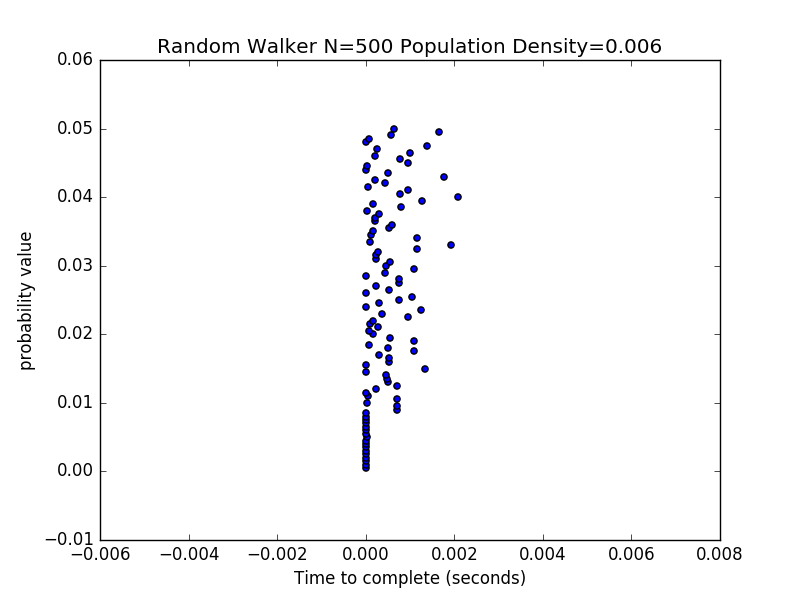 Random Walker N=500 Population Density=0.006
0.06
0.05
0.04
0.03
0.02
0.01
0.00
−0.01
probability value
−0.006 −0.004 −0.002 0.000 0.002 0.004 0.006 0.008
Time to complete (seconds)